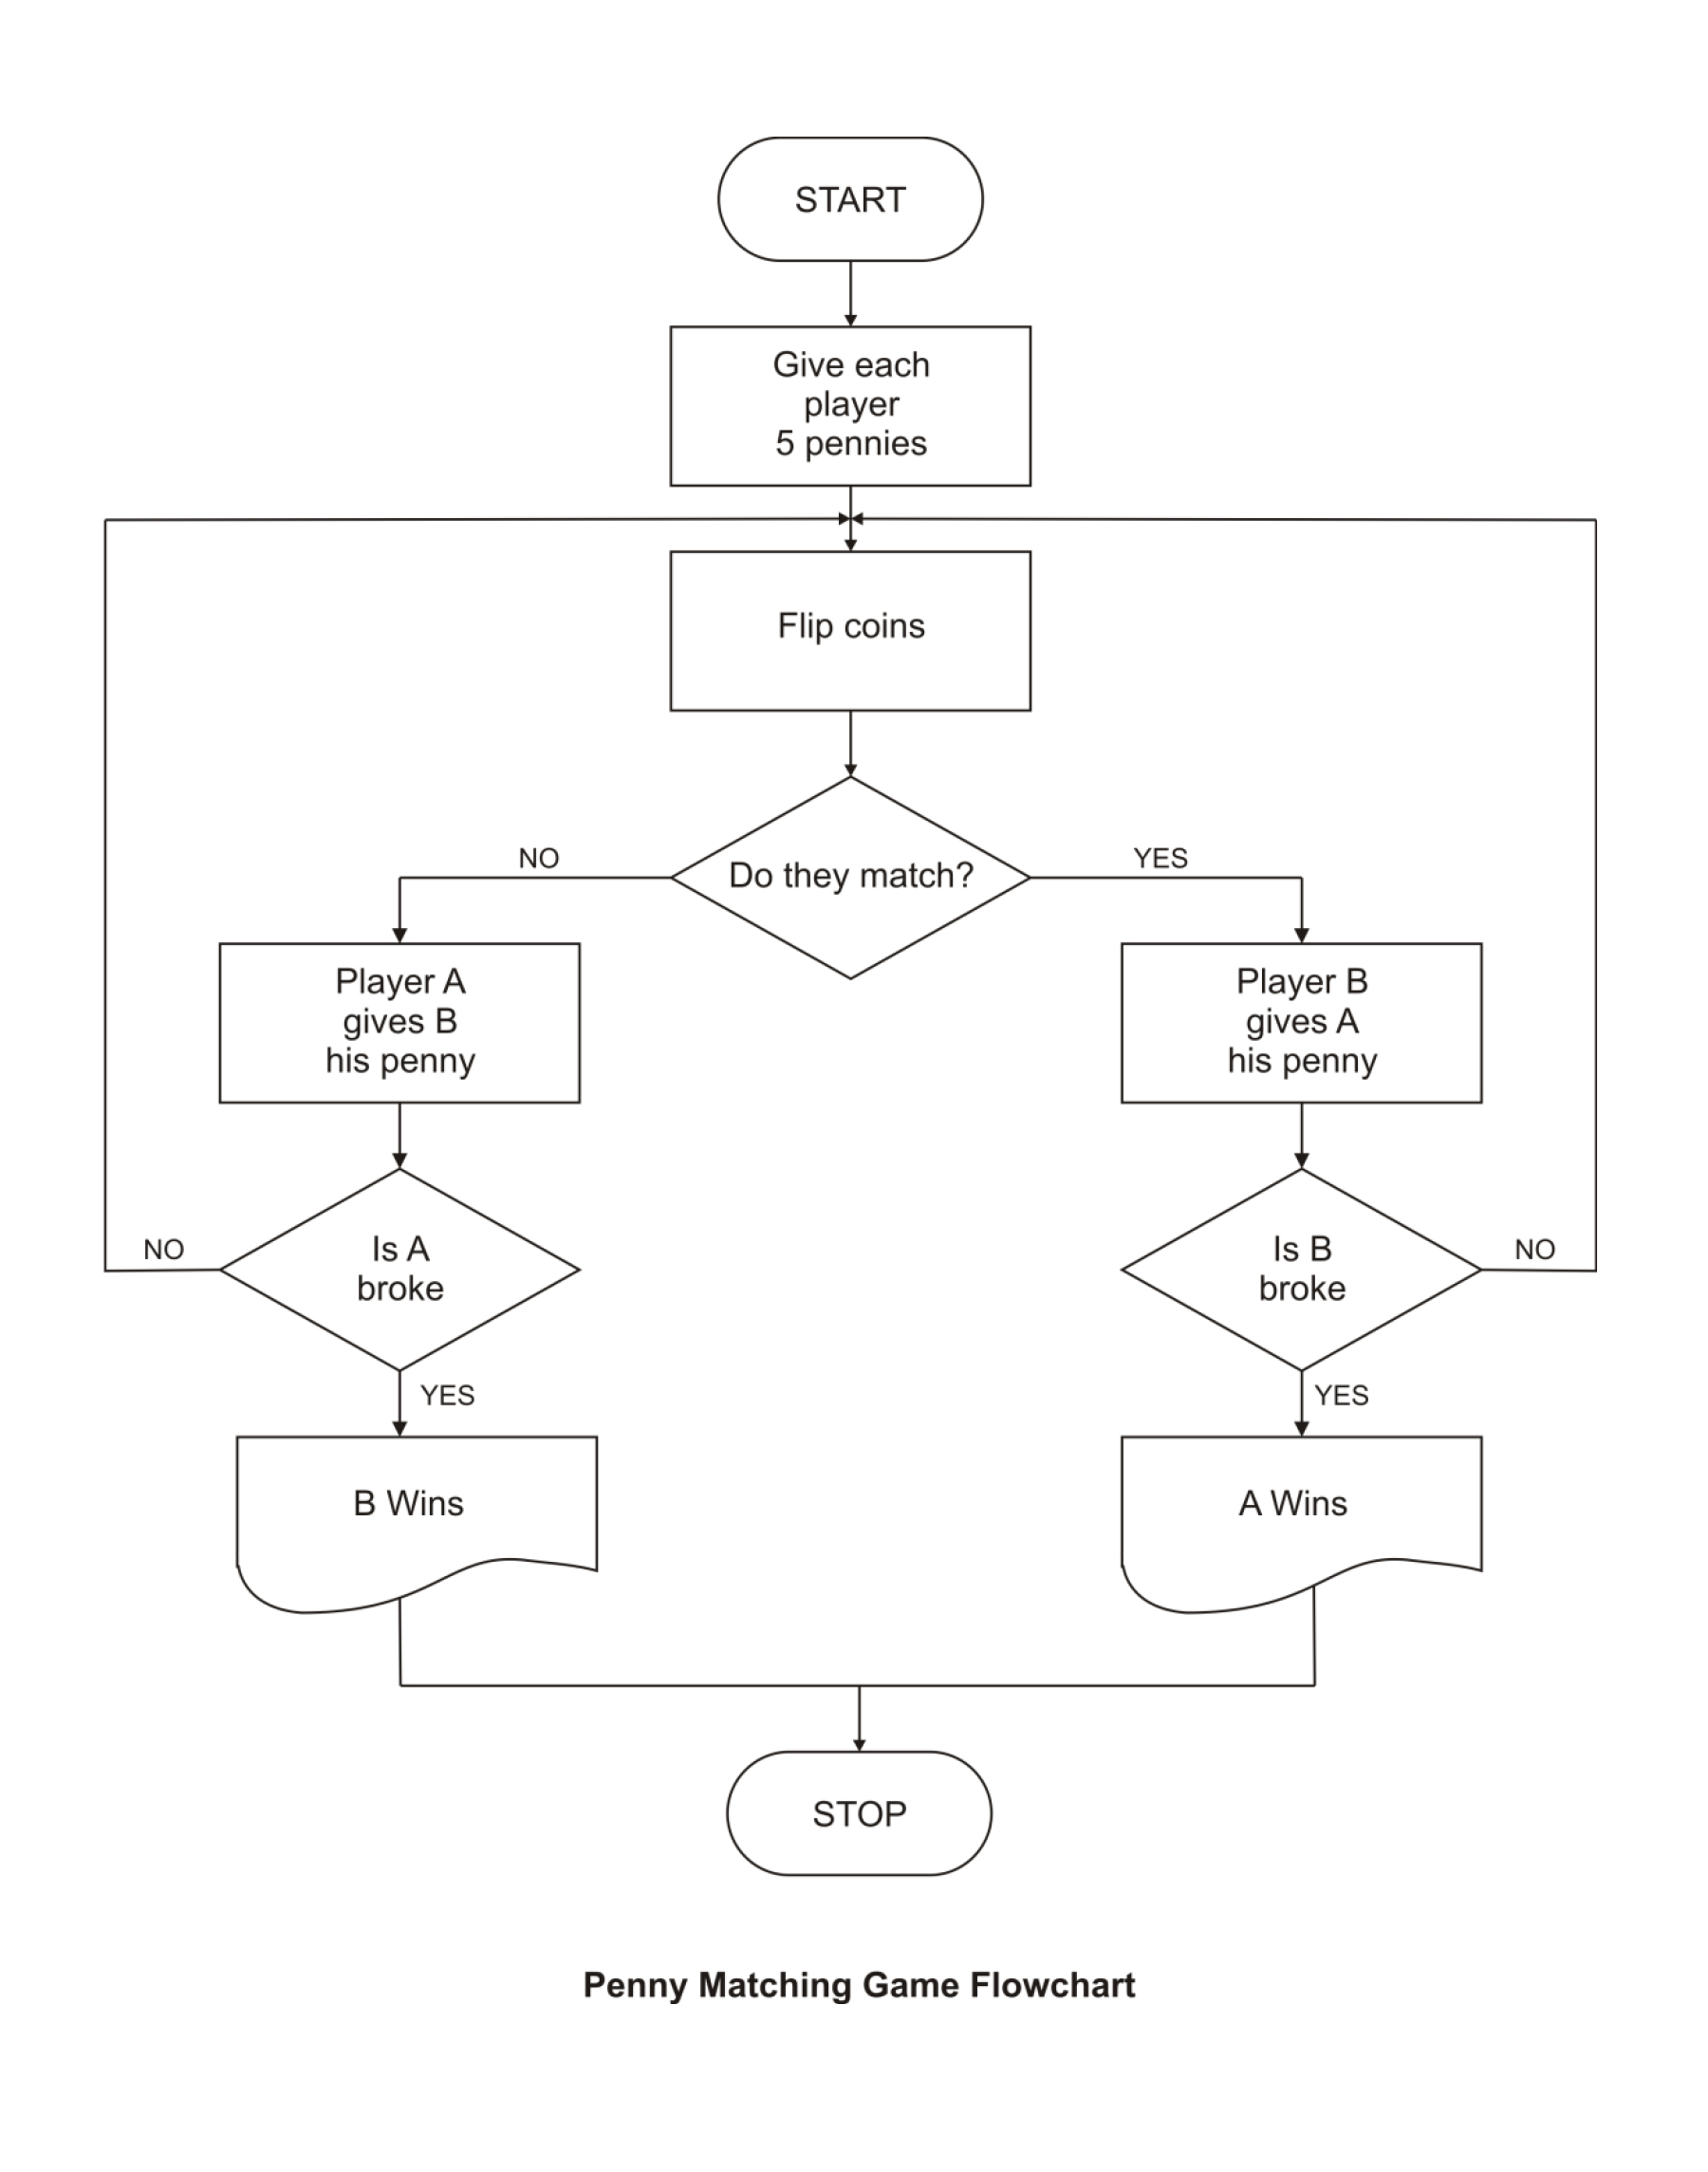 START
Give each
player
5 pennies
Flip coins
Do they match?
NO
YES
Player A
gives B
his penny
Player B
gives A
his penny
Is A
broke
NO
YES
Is B
broke
NO
YES
B Wins
A Wins
STOP
Penny Matching Game Flowchart